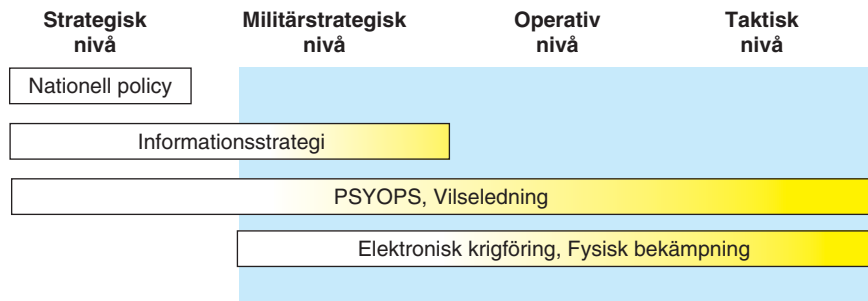 Strategisk nivå
Militärstrategisk nivå
Operativ nivå
Taktisk nivå
Nationell policy
Informationsstrategi
PSYOPS, Vilseledning
Elektronisk krigföring, Fysisk bekämpning